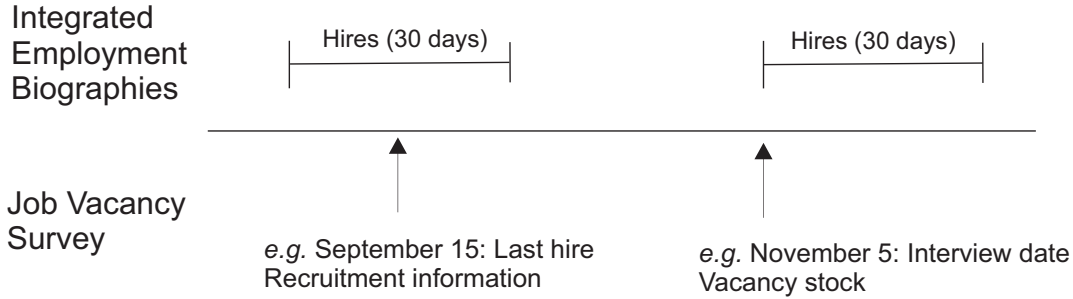 Integrated
Employment
Biographies
Hires (30 days)
Hires (30 days)
Job Vacancy
Survey
e.g. September 15: Last hire
Recruitment information
e.g. November 5: Interview date
Vacancy stock